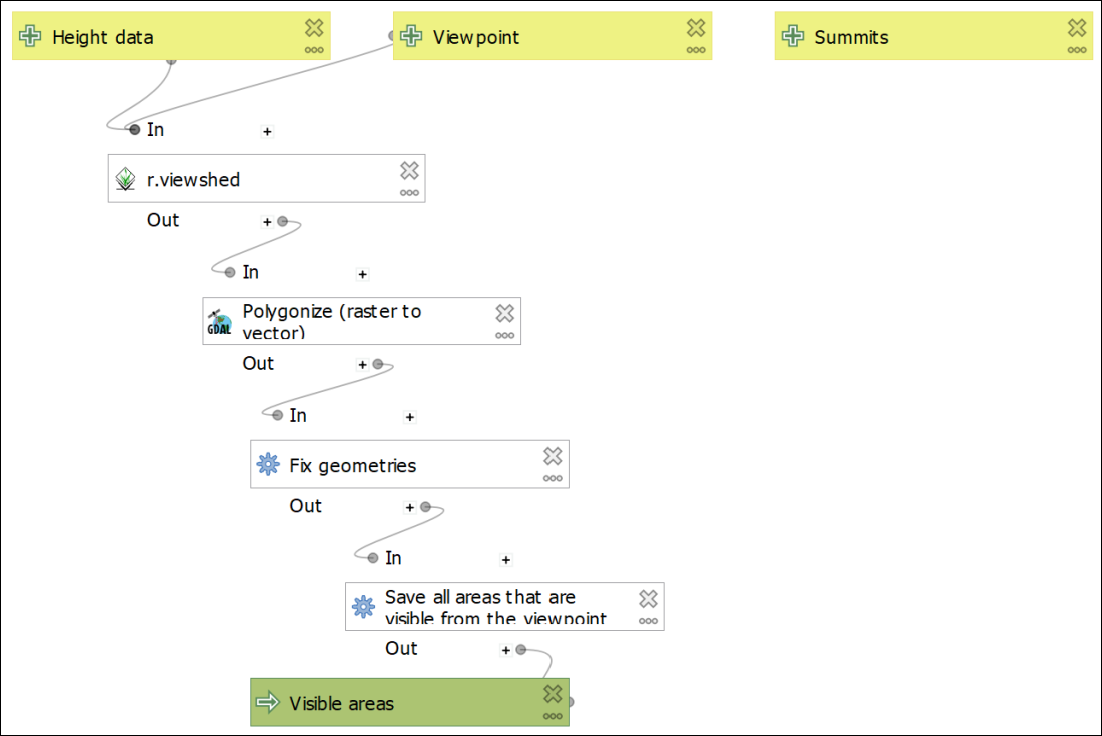 Height data
Viewpoint
Summits
In
r.viewshed
Out
In
Polygonize (raster to
vector)
Out
In
Fix geometries
Out
In
Save all areas that are
visible from the viewpoint
Out
Visible areas
GDAL